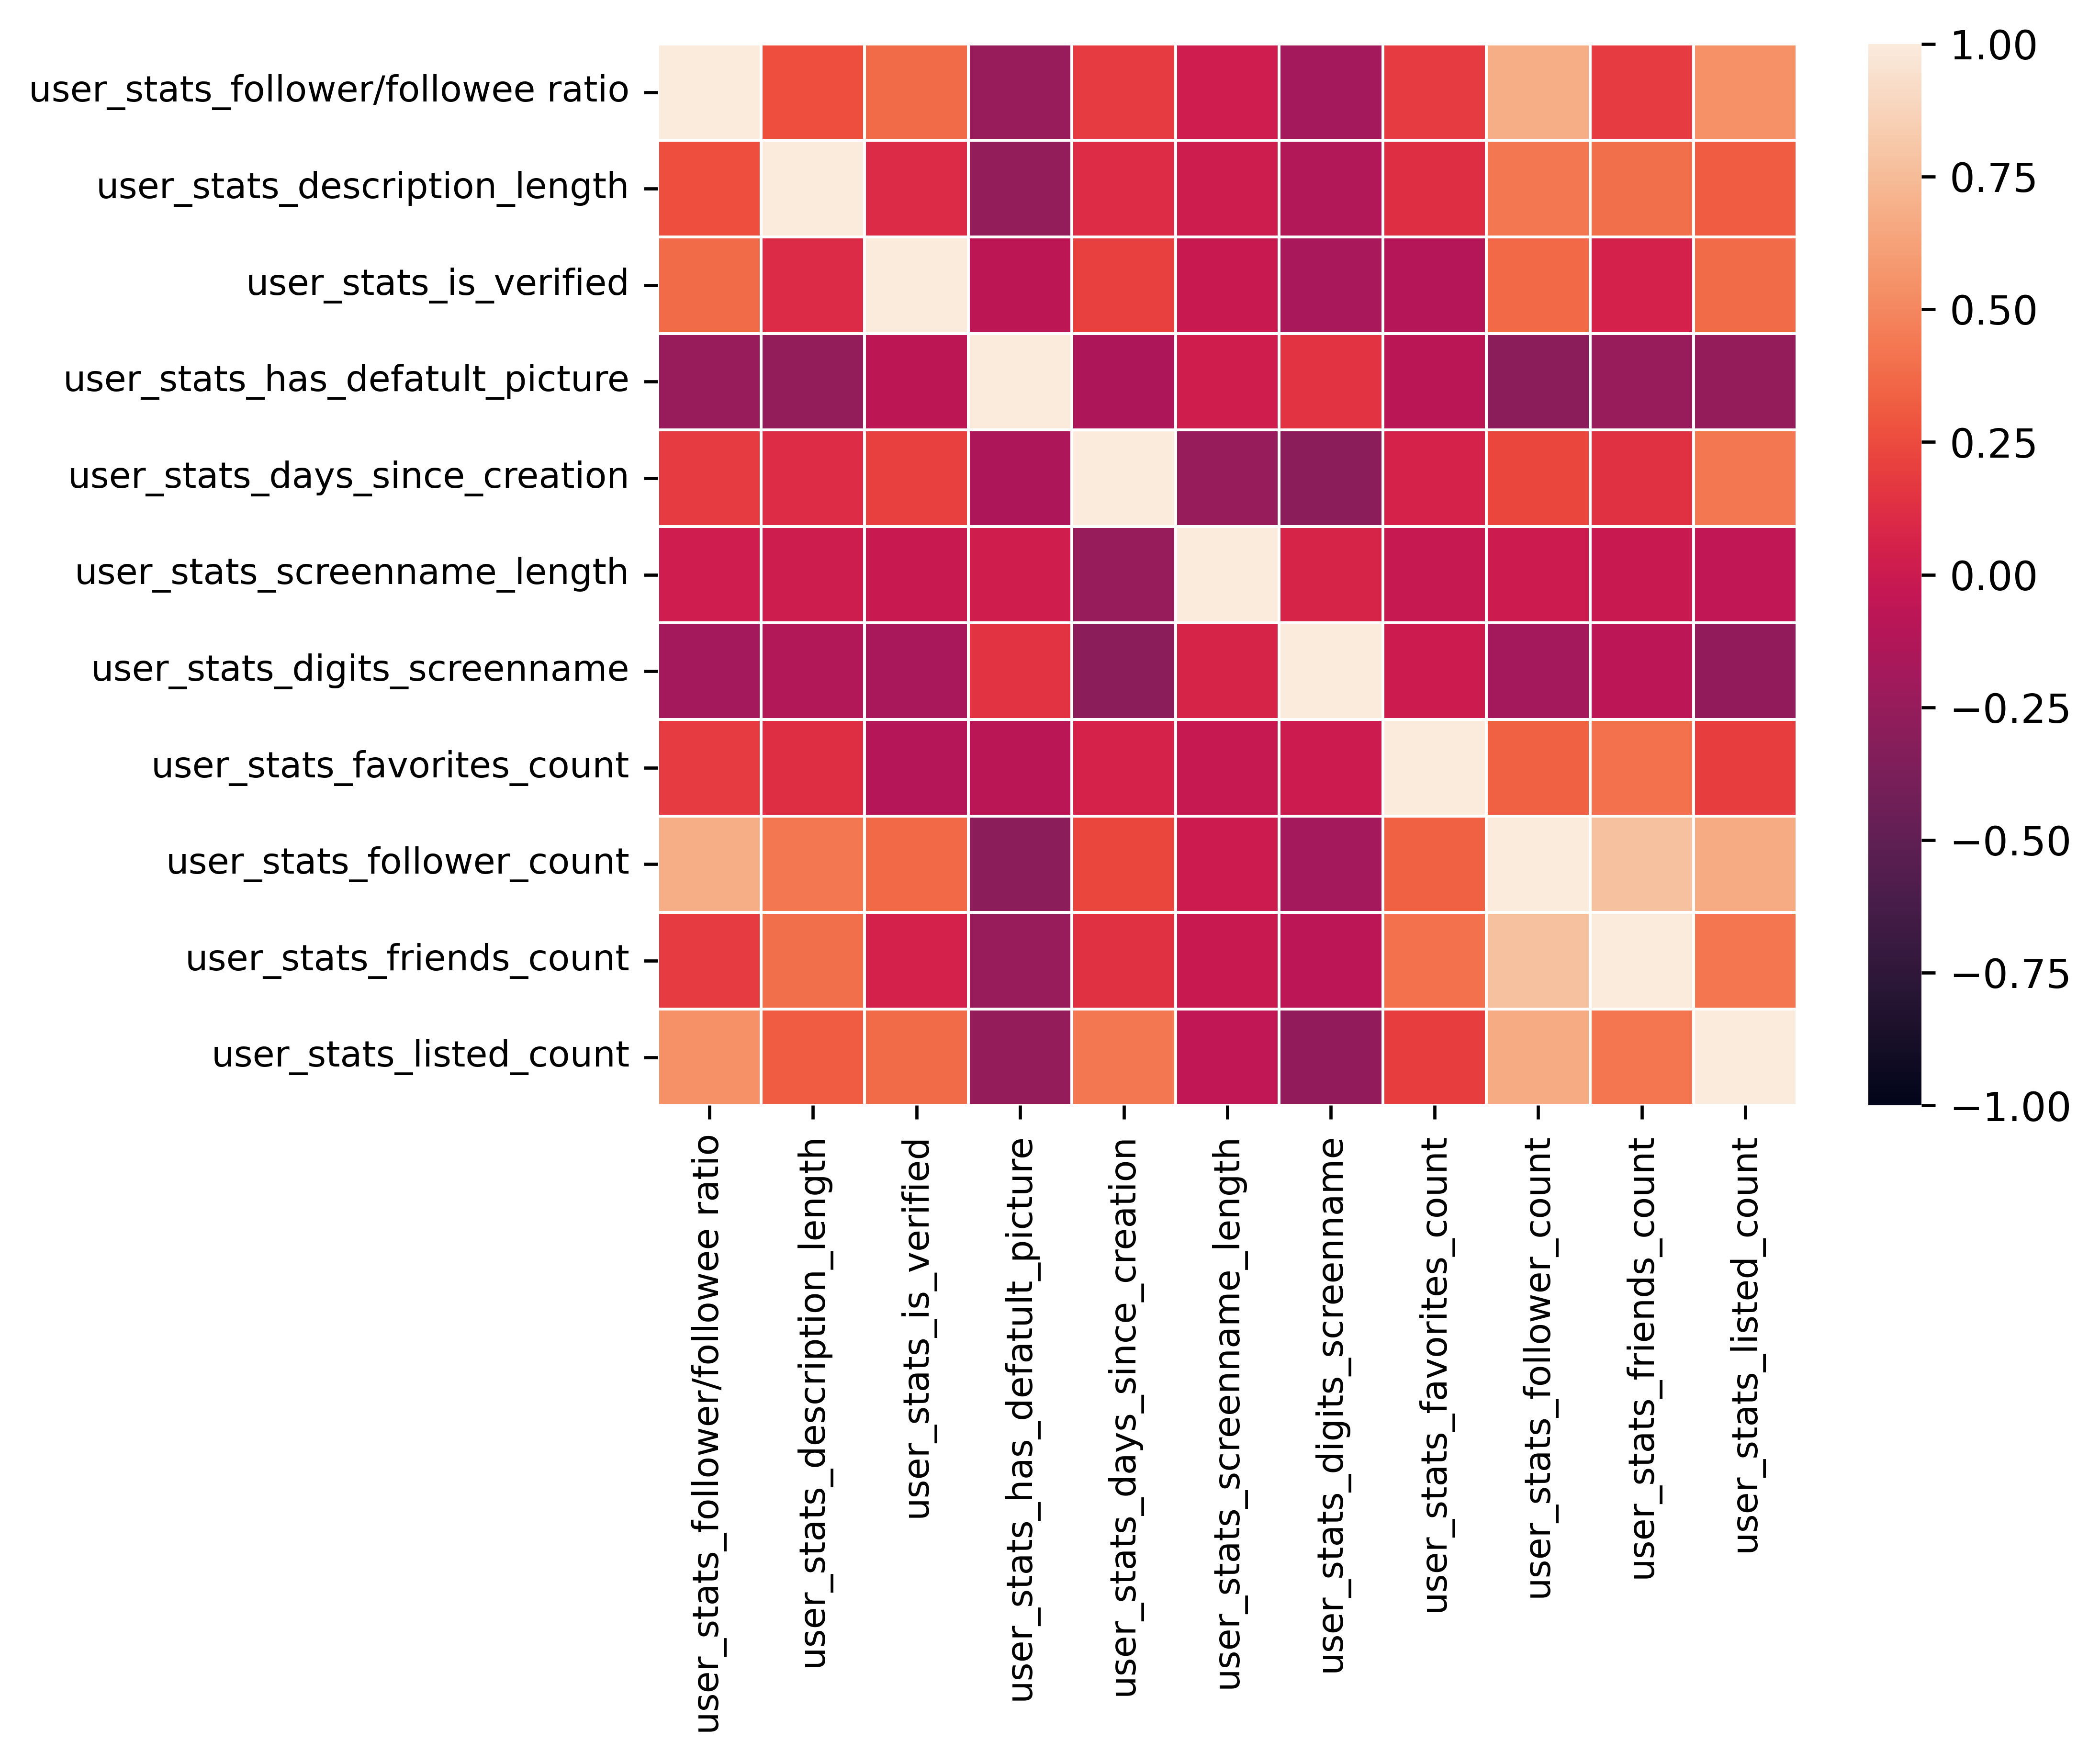 user_stats_follower/followee ratio
user_stats_description_length
user_stats_is_verified
user_stats_has_defatult_picture
user_stats_days_since_creation
user_stats_screenname_length
user_stats_digits_screenname
user_stats_favorites_count
user_stats_follower_count
user_stats_friends_count
user_stats_listed_count
user_stats_follower/followee ratio
user_stats_description_length
user_stats_is_verified
user_stats_has_defatult_picture
user_stats_days_since_creation
user_stats_screenname_length
user_stats_digits_screenname
user_stats_favorites_count
user_stats_follower_count
user_stats_friends_count
user_stats_listed_count
1.00
0.75
0.50
0.25
0.00
−0.25
−0.50
−0.75
−1.00